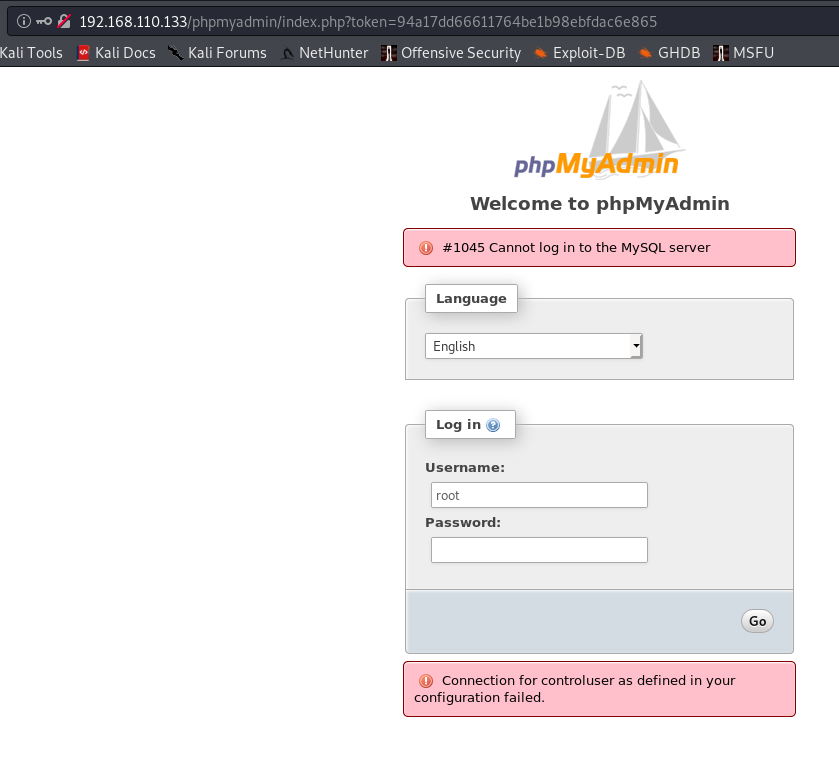 192.168.110.133/phpmyadmin/index.php?token=94a17dd66611764be1b98ebfdac6e865
Kali Tools Kali Docs Kali Forums NetHunter Offensive Security Exploit-DB GHDB MSFU
phpMyAdmin
Welcome to phpMyAdmin
#1045 Cannot log in to the MySQL server
Language
English
Log in
Username:
root
Password:
Go
Connection for controluser as defined in your
configuration failed.